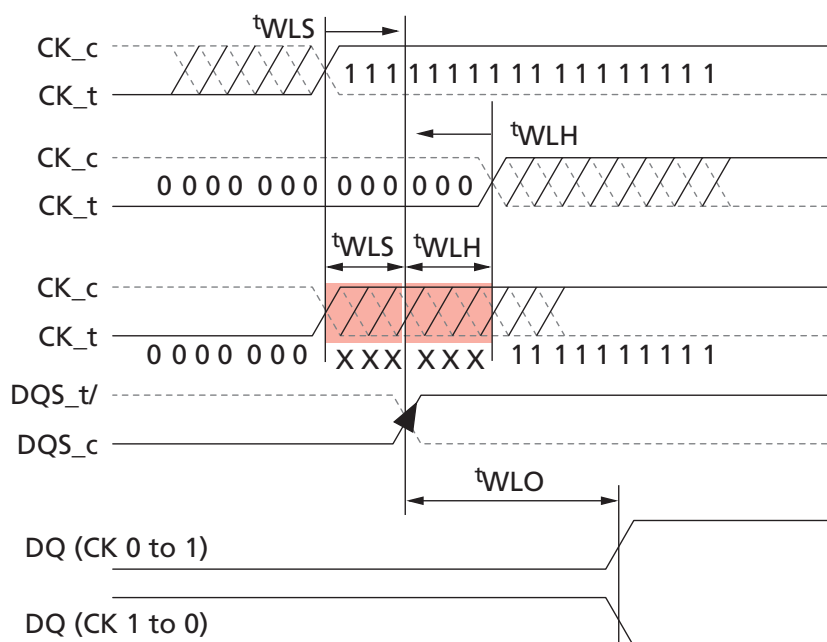 tWLS
CK_c
1 1 1 1 1 1 1 1 1 1 1 1 1 1 1 1 1 1
CK_t
tWLH
CK_c
0 0 0 0 0 0 0 0 0 0 0 0 0
CK_t
tWLS tWLH
CK_c
CK_t
0 0 0 0 0 0 0 X X X X X X 1 1 1 1 1 1 1 1 1 1
DQS_t/
DQS_c
tWLO
DQ (CK 0 to 1)
DQ (CK 1 to 0)